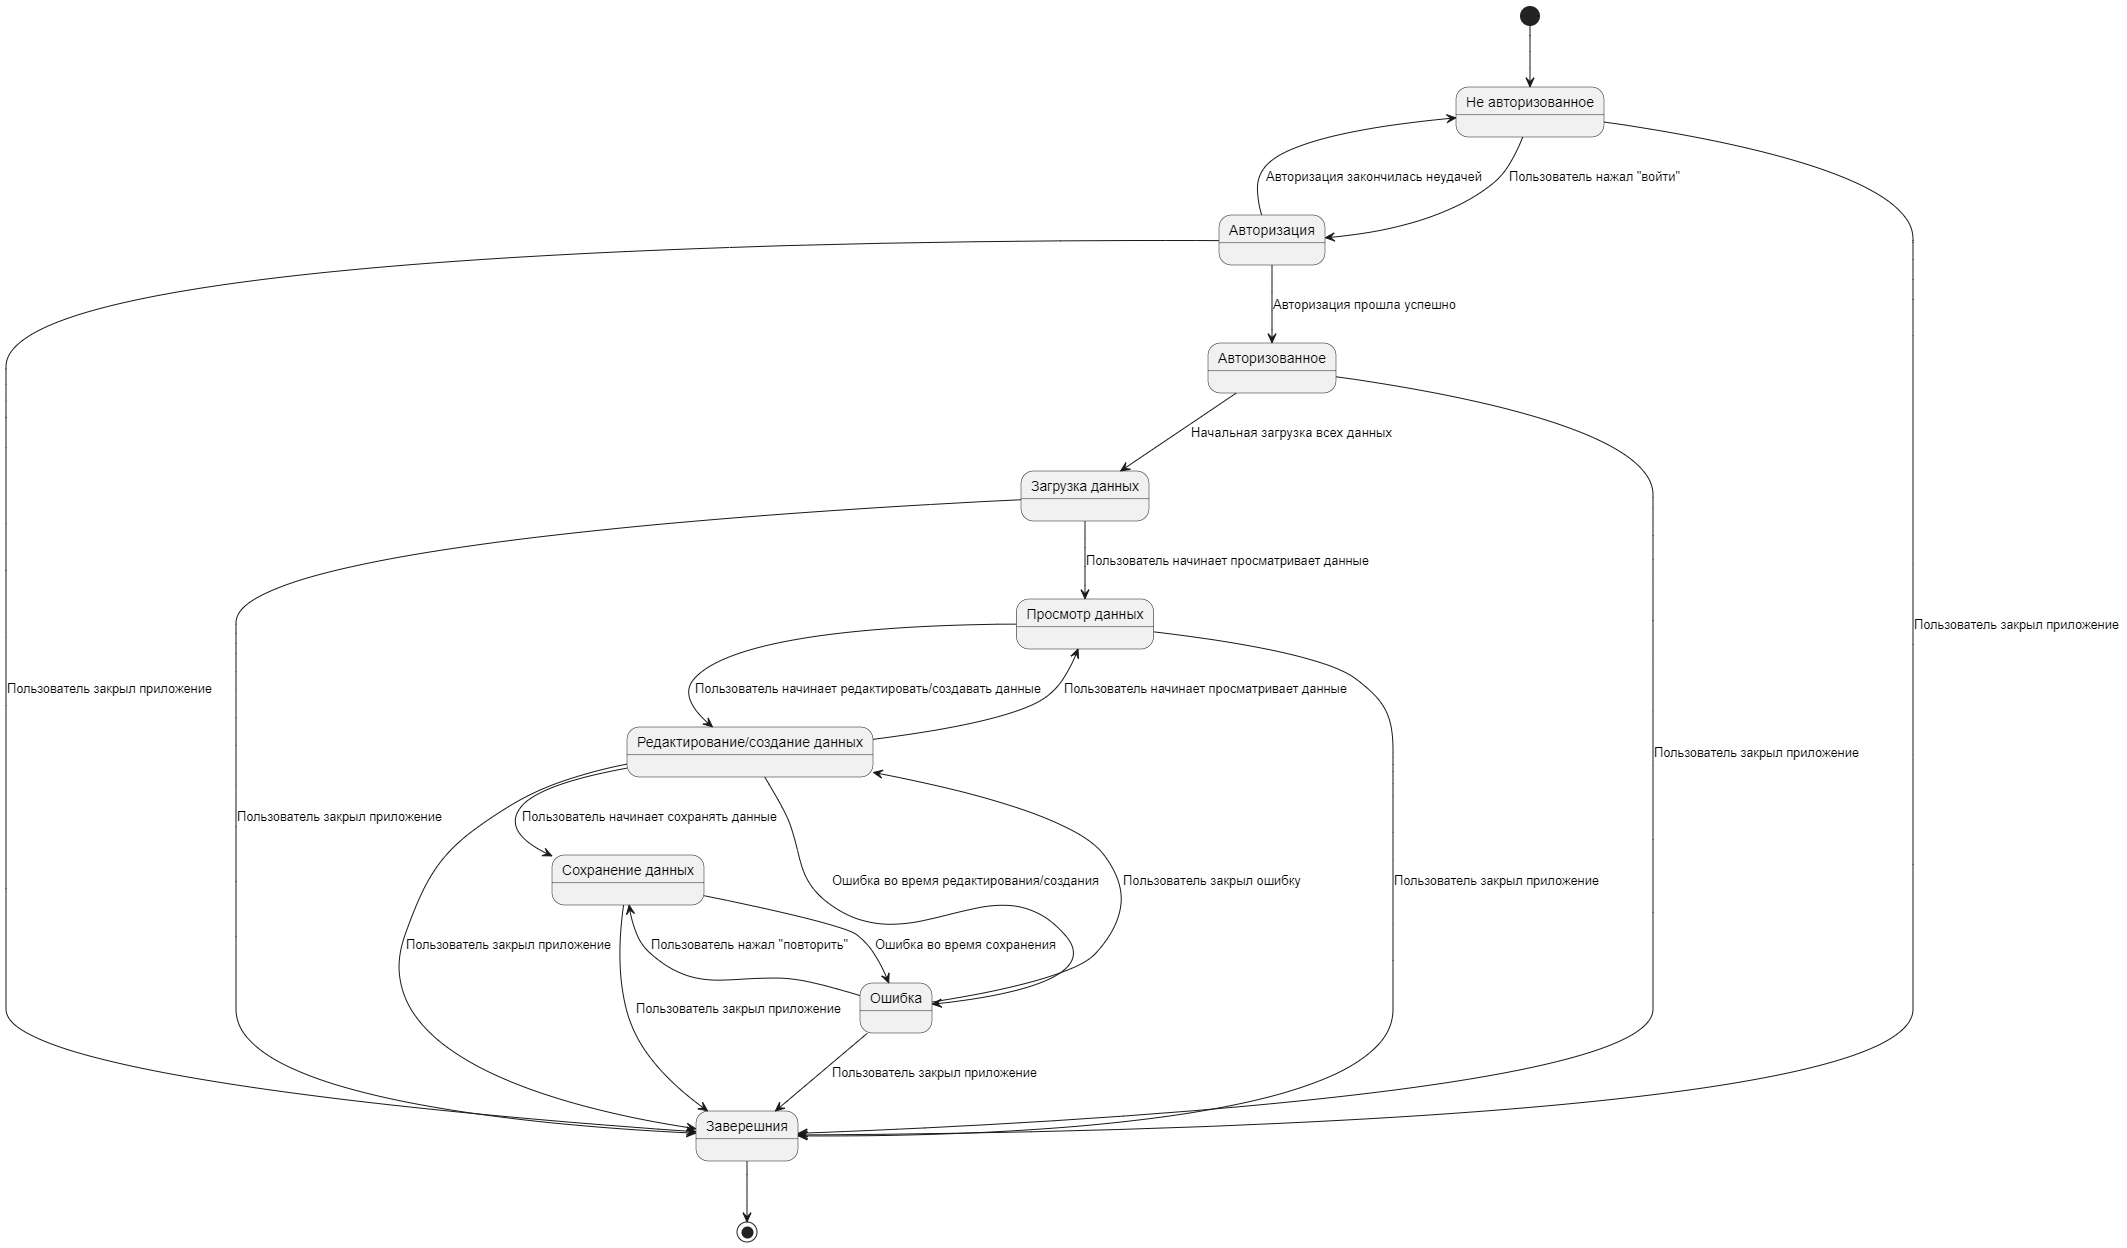 Не авторизованное
Авторизация закончилась неудачей
Пользователь нажал "войти"
Авторизация
Авторизация прошла успешно
Авторизованное
Начальная загрузка всех данных
Загрузка данных
Пользователь начинает просматривает данные
Просмотр данных
Пользователь закрыл приложение
Пользователь закрыл приложение
Пользователь начинает редактировать/создавать данные
Пользователь начинает просматривает данные
Редактирование/создание данных
Пользователь закрыл приложение
Пользователь закрыл приложение
Пользователь начинает сохранять данные
Сохранение данных
Ошибка во время редактирования/создания
Пользователь закрыл ошибку
Пользователь закрыл приложение
Пользователь закрыл приложение
Пользователь нажал "повторить"
Ошибка во время сохранения
Ошибка
Пользователь закрыл приложение
Пользователь закрыл приложение
Заверешния